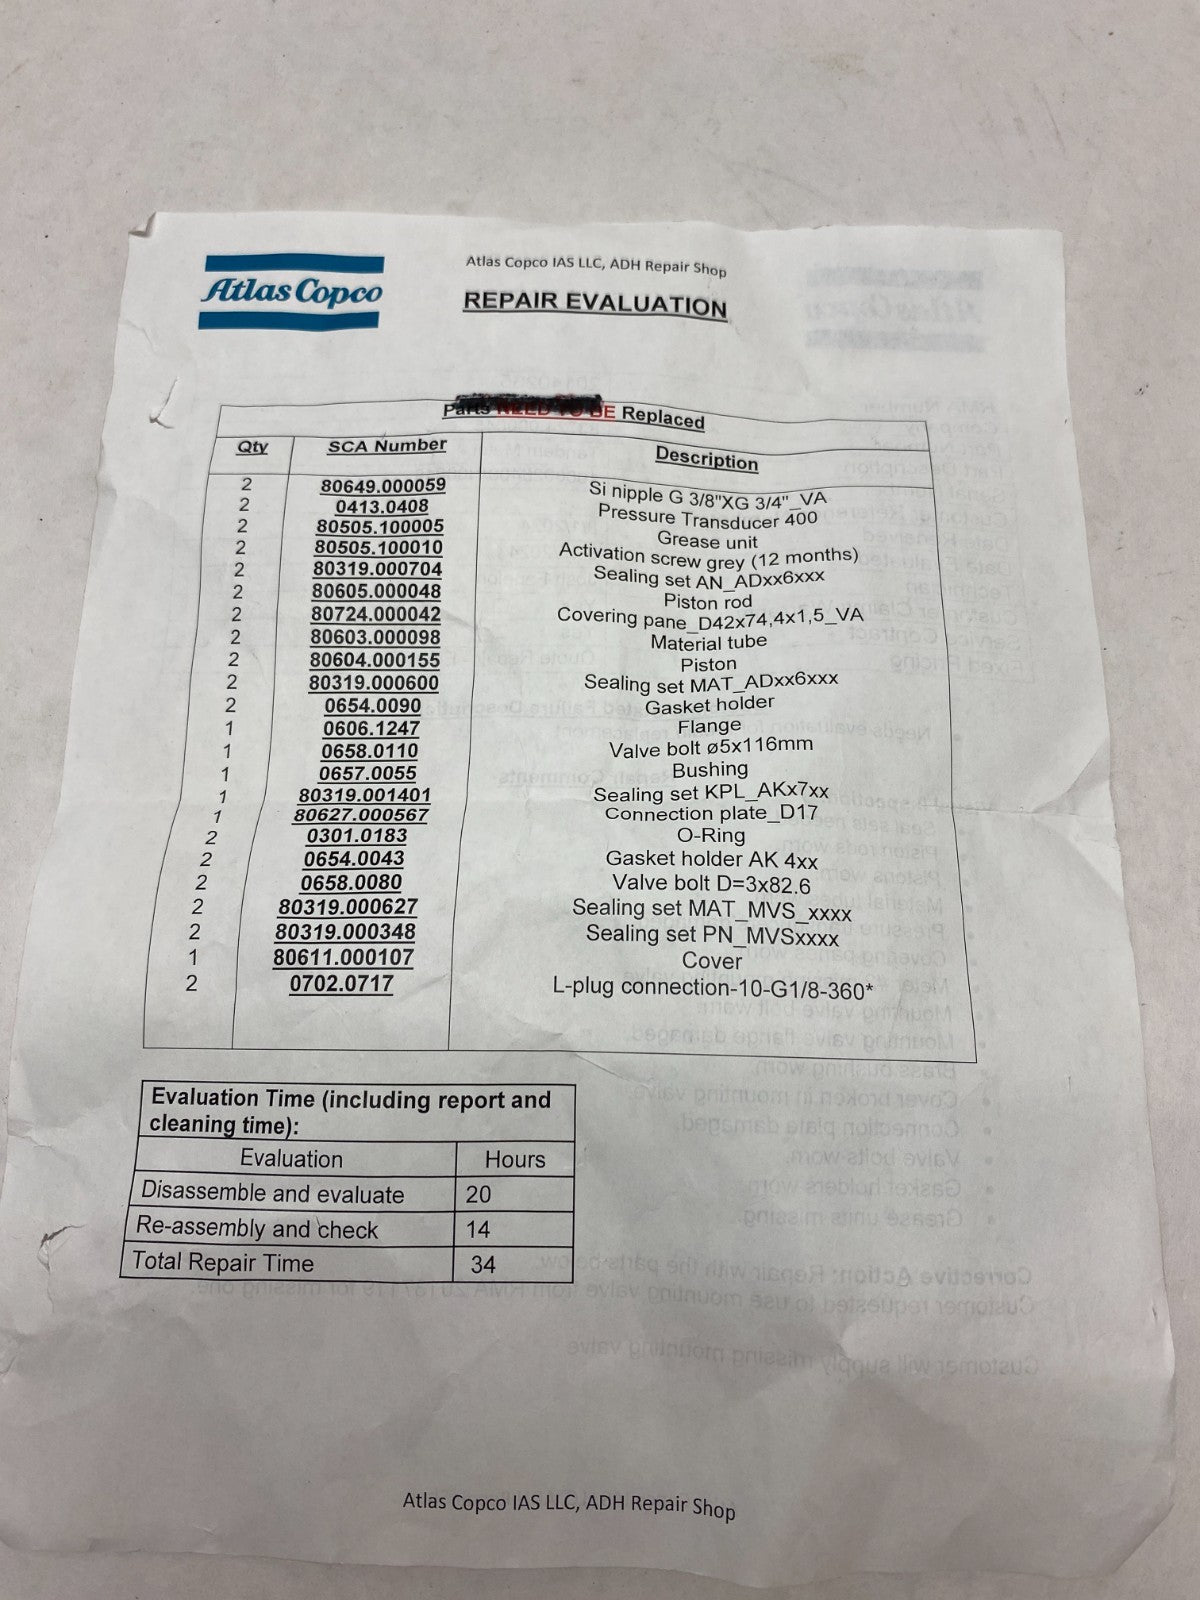 Atlas Copco
Atlas Copco IAS LLC, ADH Repair Shop
REPAIR EVALUATION
Parts NEED TO BE Replaced
Qty SCA Number Description
2 80649.000059 Si nipple G 3/8"XG 3/4"_VA
2 0413.0408 Pressure Transducer 400
2 80505.100005 Grease unit
2 80505.100010 Activation screw grey (12 months)
2 80319.000704 Sealing set AN_ADxx6xxx
2 80605.000048 Piston rod
2 80724.000042 Covering pane_D42x74,4x1,5_VA
2 80603.000098 Material tube
2 80604.000155 Piston
2 80319.000600 Sealing set MAT_ADxx6xxx
2 0654.0090 Gasket holder
1 0606.1247 Flange
1 0658.0110 Valve bolt ø5x116mm
1 0657.0055 Bushing
1 80319.001401 Sealing set KPL_AKx7xx
1 80627.000567 Connection plate_D17
2 0301.0183 O-Ring
2 0654.0043 Gasket holder AK 4xx
2 0658.0080 Valve bolt D=3x82.6
2 80319.000627 Sealing set MAT_MVS_xxxx
2 80319.000348 Sealing set PN_MVSxxxx
1 80611.000107 Cover
2 0702.0717 L-plug connection-10-G1/8-360*
Evaluation Time (including report and
cleaning time):
Evaluation Hours
Disassemble and evaluate 20
Re-assembly and check 14
Total Repair Time 34
Atlas Copco IAS LLC, ADH Repair Shop